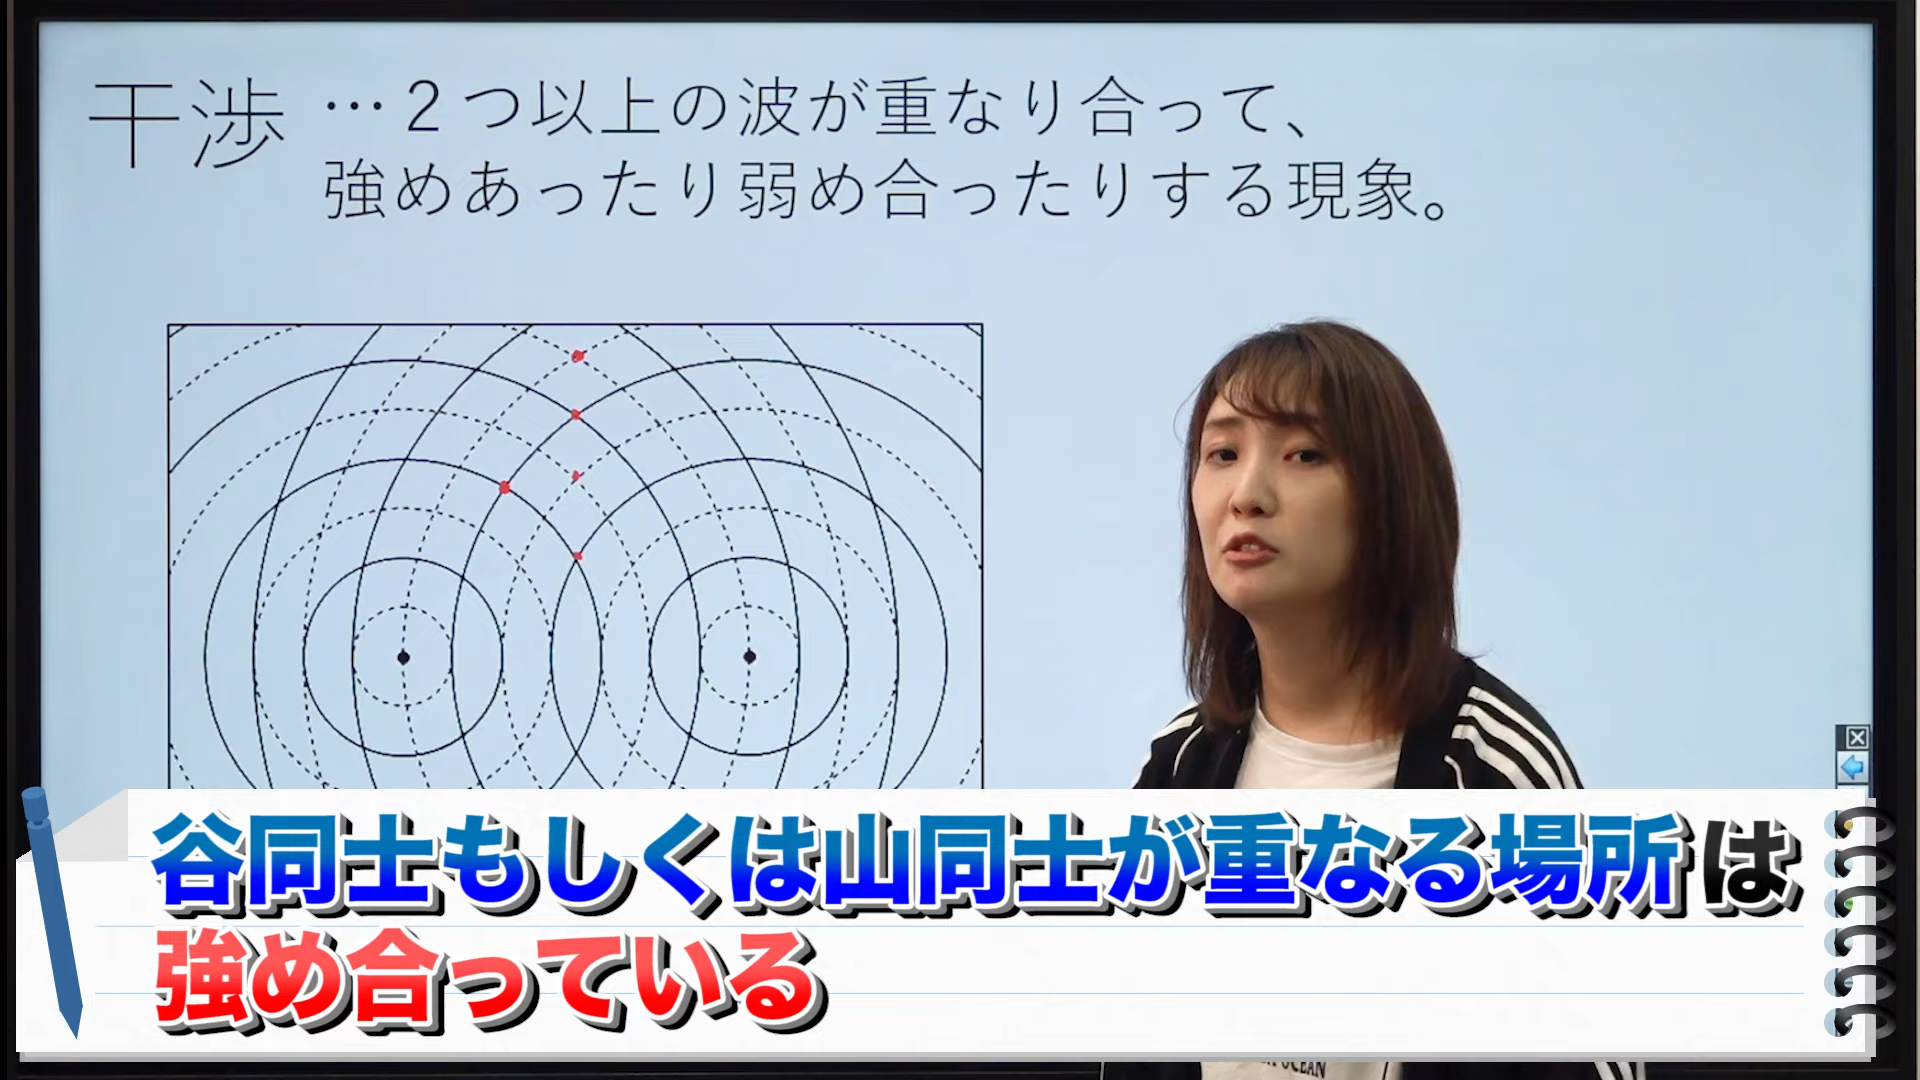 干渉 …２つ以上の波が重なり合って、
強めあったり弱め合ったりする現象。
谷同士もしくは山同士が重なる場所は
強め合っている
OCEAN